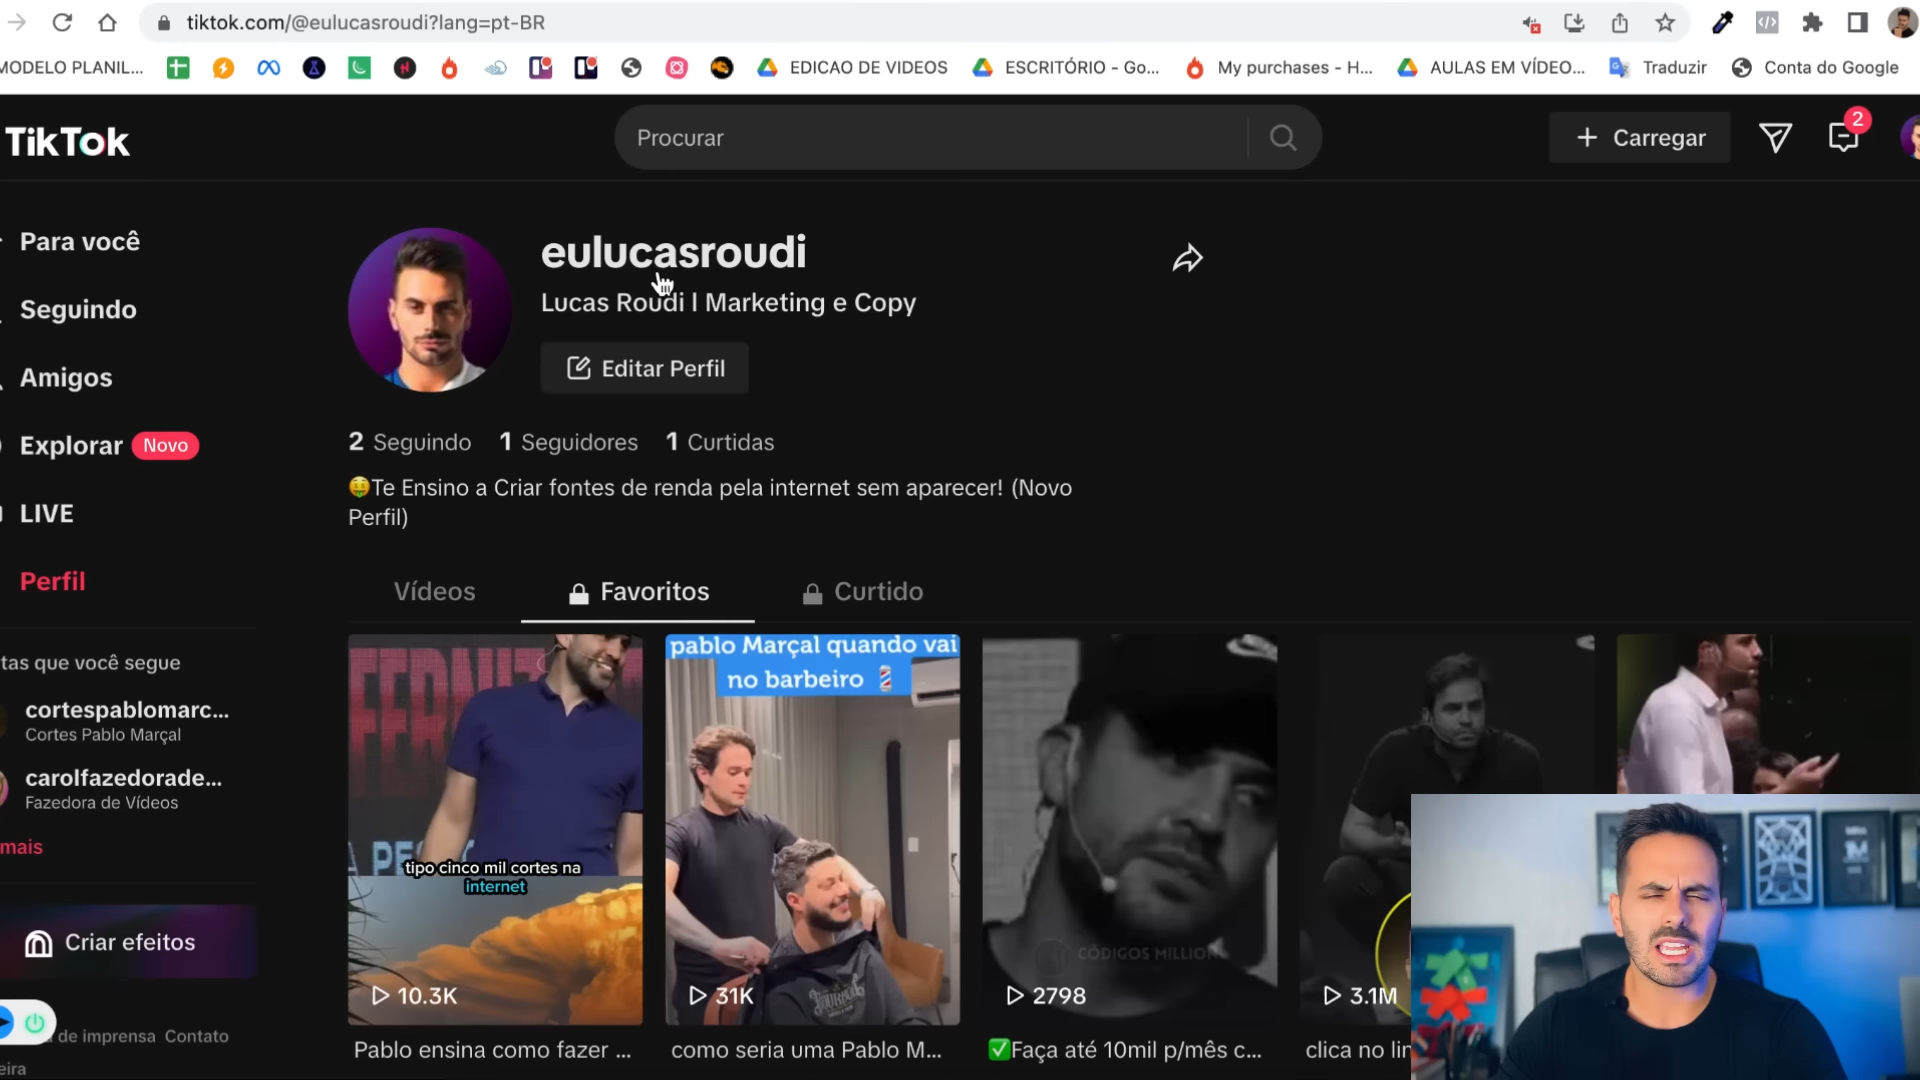 tiktok.com/@eulucasroudi?lang=pt-BR
MODELO PLANIL...
EDICAO DE VIDEOS
ESCRITÓRIO - Go...
My purchases - H...
AULAS EM VÍDEO...
Traduzir
Conta do Google
TikTok
Procurar
+ Carregar
2
Para você
Seguindo
Amigos
Explorar Novo
LIVE
Perfil
tas que você segue
cortespablomarc...
Cortes Pablo Marçal
carolfazedorade...
Fazedora de Vídeos
mais
Criar efeitos
de imprensa Contato
eira
eulucasroudi
Lucas Roudi l Marketing e Copy
Editar Perfil
2 Seguindo 1 Seguidores 1 Curtidas
🤑Te Ensino a Criar fontes de renda pela internet sem aparecer! (Novo
Perfil)
Vídeos
Favoritos
Curtido
tipo cinco mil cortes na
internet
10.3K
Pablo ensina como fazer ...
pablo Marçal quando vai
no barbeiro 💈
31K
como seria uma Pablo M...
CÓDIGOS MILLION
2798
✅Faça até 10mil p/mês c...
3.1M
clica no lin